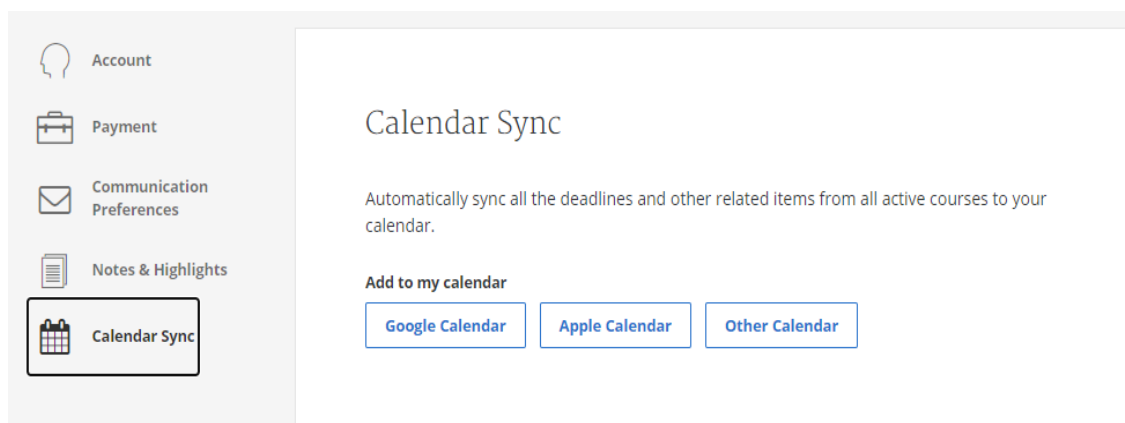 Account
Payment
Communication
Preferences
Notes & Highlights
Calendar Sync
Calendar Sync
Automatically sync all the deadlines and other related items from all active courses to your
calendar.
Add to my calendar
Google Calendar
Apple Calendar
Other Calendar